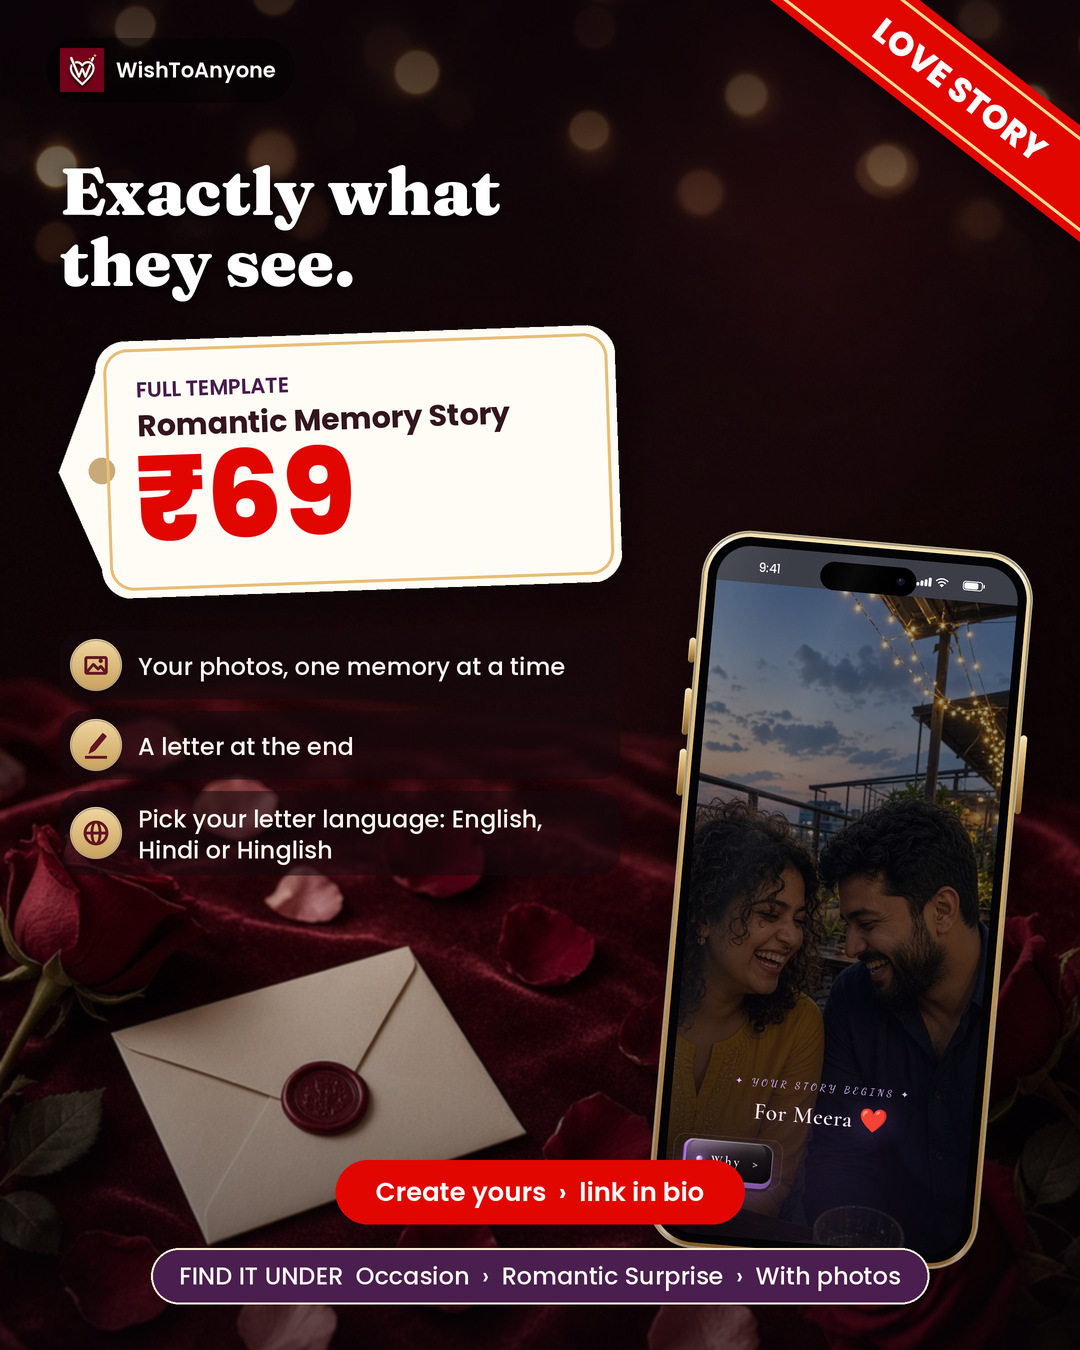 WishToAnyone
LOVE STORY
Exactly what
they see.
FULL TEMPLATE
Romantic Memory Story
₹69
9:41
Your photos, one memory at a time
A letter at the end
Pick your letter language: English,
Hindi or Hinglish
✦ YOUR STORY BEGINS ✦
For Meera ❤️
Why >
Create yours › link in bio
FIND IT UNDER Occasion › Romantic Surprise › With photos